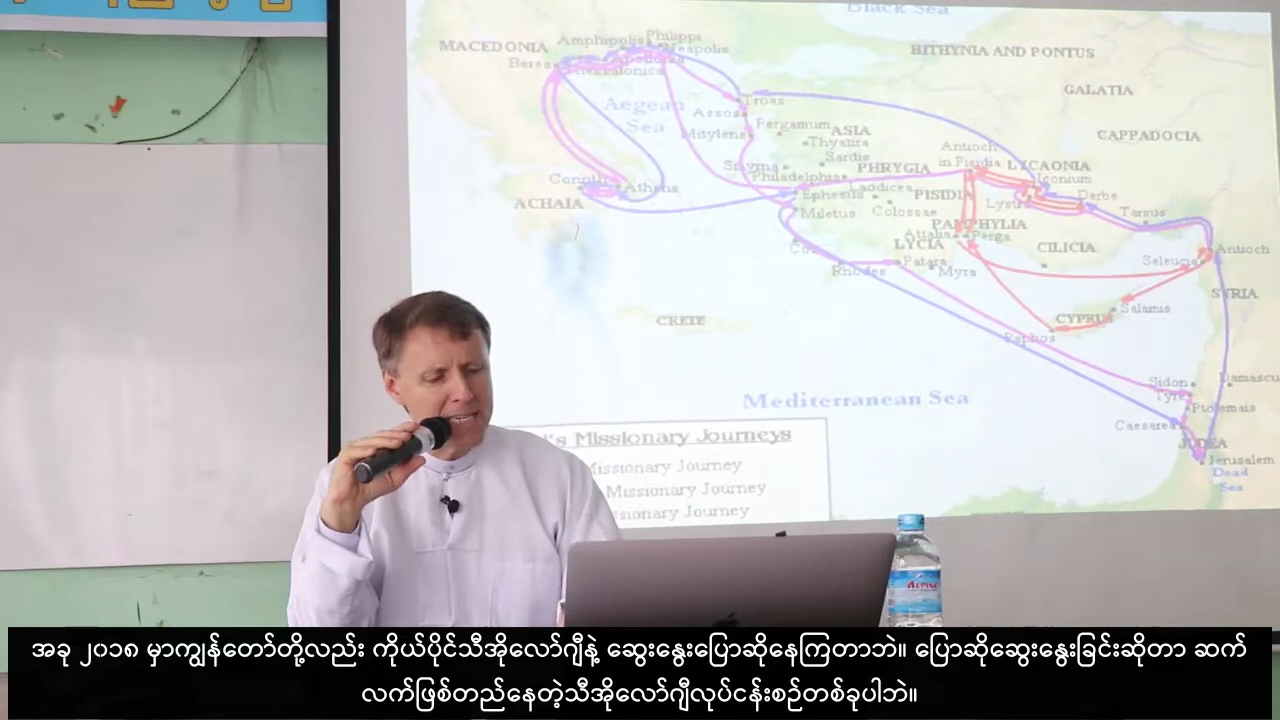 Black Sea
MACEDONIA
Amphipolis
Philippi
Neapolis
Berea
Apollonia
Thessalonica
BITHYNIA AND PONTUS
GALATIA
Aegean
Sea
Troas
Assos
Mitylene
Pergamum
ASIA
Thyatira
Sardis
CAPPADOCIA
Smyrna
Philadelphia
PHRYGIA
Antioch
in Pisidia
LYCAONIA
Iconium
Corinth
Athens
ACHAIA
Ephesus
Laodicea
Colossae
PISIDIA
Lystra
Derbe
Tarsus
Miletus
PAMPHYLIA
Attalia
Perga
LYCIA
CILICIA
Antioch
Seleucia
Rhodes
Patara
Myra
SYRIA
Salamis
CYPRUS
Paphos
CRETE
Mediterranean Sea
Sidon
Tyre
Damascu
Ptolemais
Caesarea
JUDEA
Jerusalem
Dead
Sea
's Missionary Journeys
Missionary Journey
Missionary Journey
ssionary Journey
ALPINE
အခု ၂၀၁၈ မှာကျွန်တော်တို့လည်း ကိုယ်ပိုင်သီအိုလော်ဂျီနဲ့ ဆွေးနွေးပြောဆိုနေကြတာဘဲ။ ပြောဆိုဆွေးနွေးခြင်းဆိုတာ ဆက်
လက်ဖြစ်တည်နေတဲ့သီအိုလော်ဂျီလုပ်ငန်းစဉ်တစ်ခုပါဘဲ။